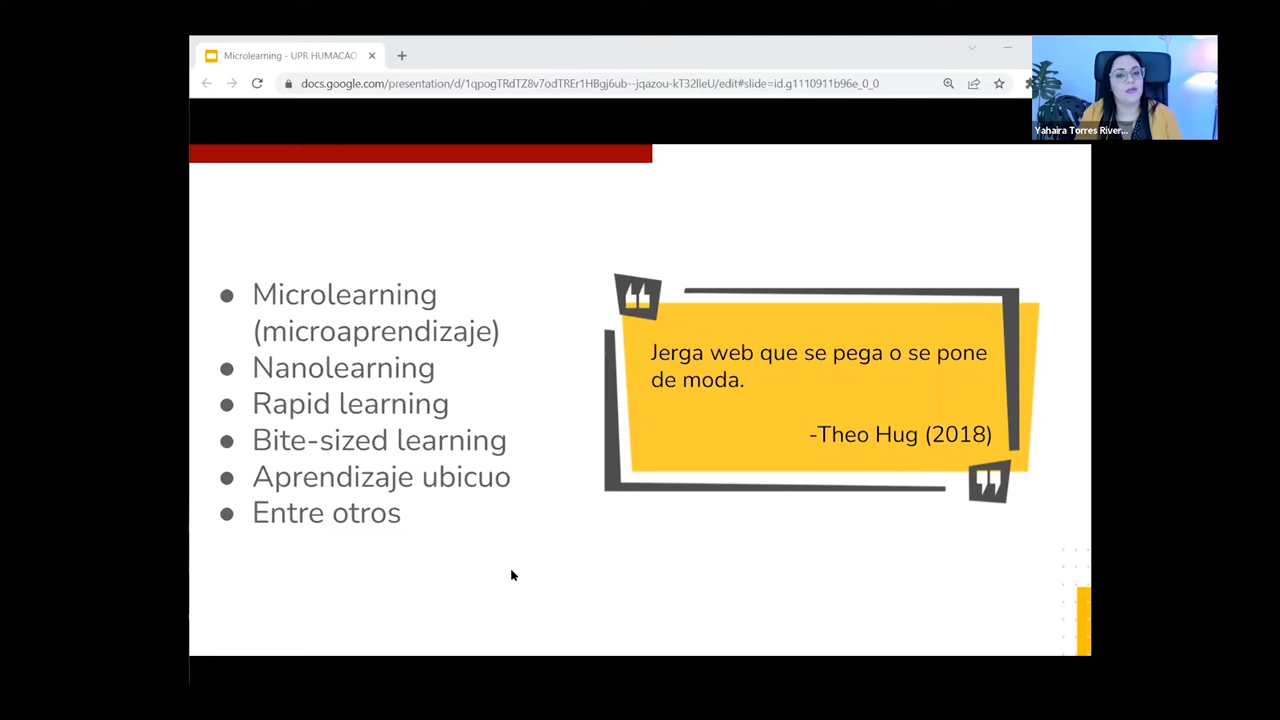 Microlearning - UPR HUMACAO
docs.google.com/presentation/d/1qpogTRdTZ8v7odTREr1HBgj6ub--jqazou-kT32lleU/edit#slide=id.g1110911b96e_0_0
Yahaira Torres River...
● Microlearning
(microaprendizaje)
● Nanolearning
● Rapid learning
● Bite-sized learning
● Aprendizaje ubicuo
● Entre otros
Jerga web que se pega o se pone
de moda.
-Theo Hug (2018)